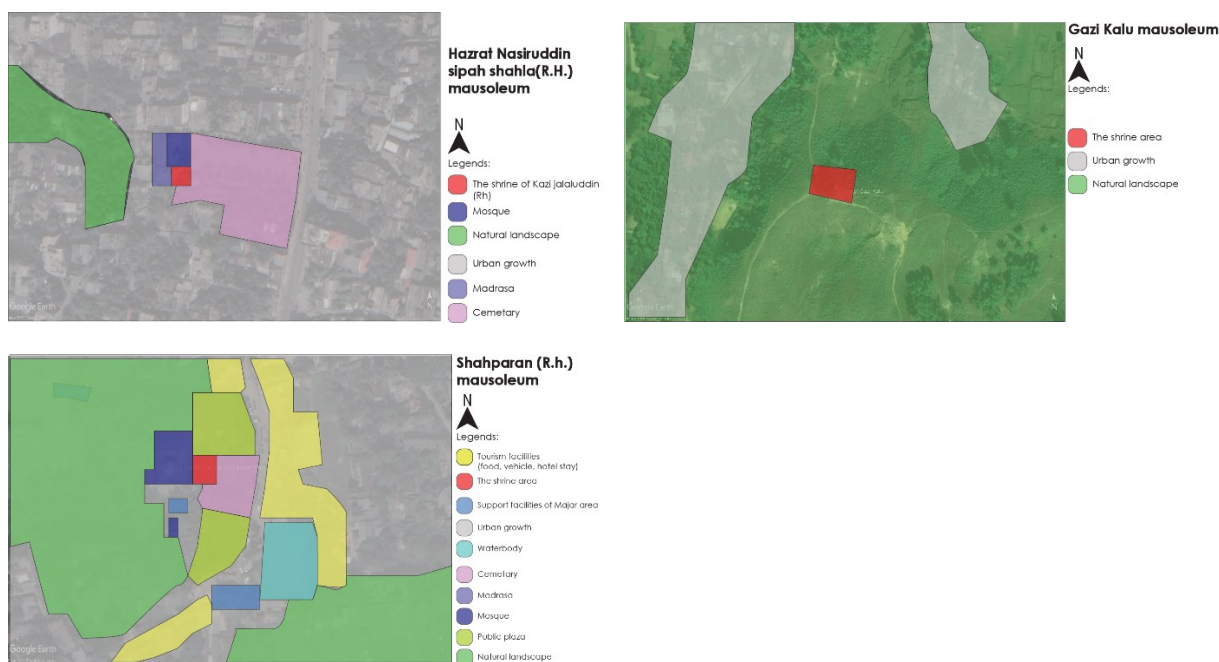 Hazrat Nasiruddin
sipah shahla(R.H.)
mausoleum
N
Legends:
The shrine of Kazi jalaluddin
(Rh)
Mosque
Natural landscape
Urban growth
Madrasa
Cemetary
Google Earth
N
Gazi Kalu mausoleum
N
Legends:
The shrine area
Urban growth
Natural landscape
Google Earth
N
Shahparan (R.h.)
mausoleum
N
Legends:
Tourism facilities
(food, vehicle, hotel stay)
The shrine area
Support facilities of Majar area
Urban growth
Waterbody
Cemetary
Madrasa
Mosque
Public plaza
Natural landscape
Google Earth